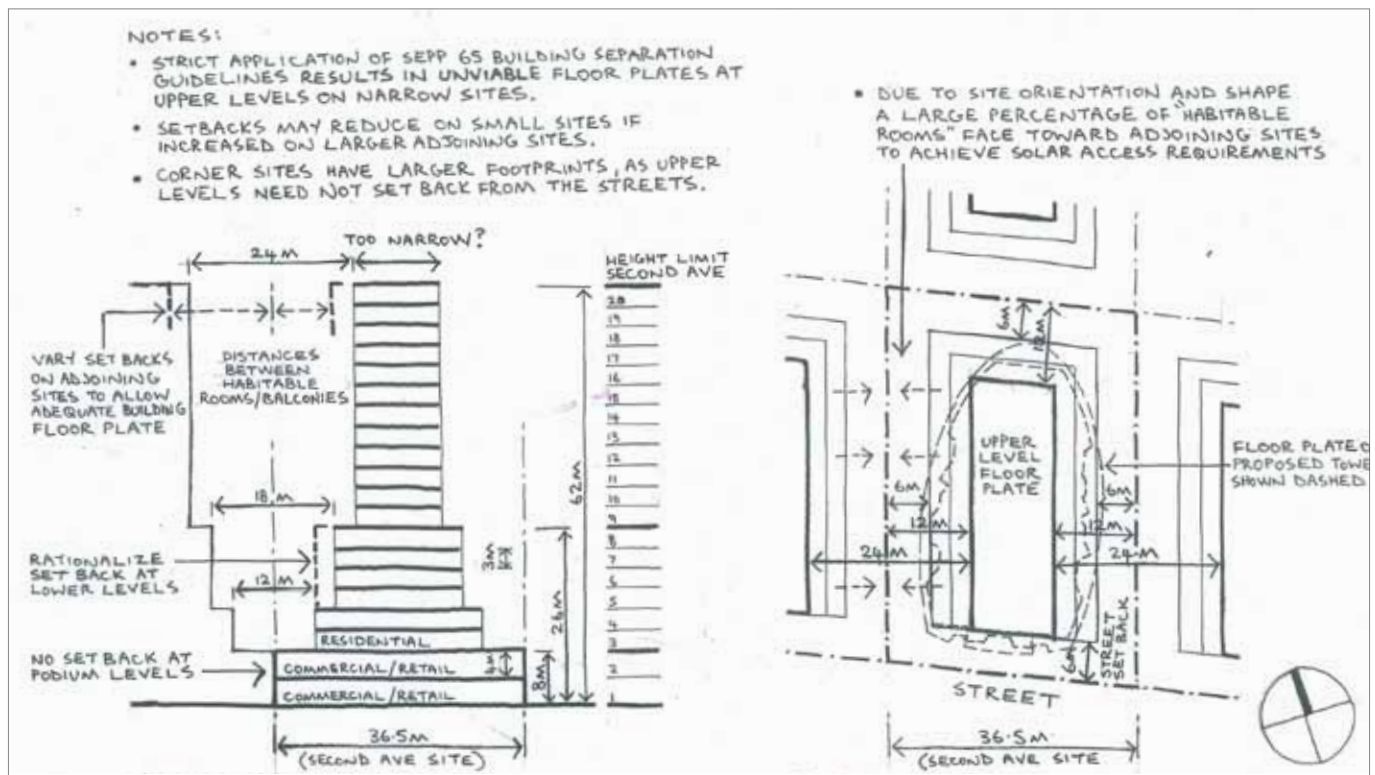 NOTES:
• STRICT APPLICATION OF SEPP 65 BUILDING SEPARATION
GUIDELINES RESULTS IN UNVIABLE FLOOR PLATES AT
UPPER LEVELS ON NARROW SITES.
• SETBACKS MAY REDUCE ON SMALL SITES IF
INCREASED ON LARGER ADJOINING SITES.
• CORNER SITES HAVE LARGER FOOTPRINTS, AS UPPER
LEVELS NEED NOT SET BACK FROM THE STREETS.
• DUE TO SITE ORIENTATION AND SHAPE
A LARGE PERCENTAGE OF "HABITABLE
ROOMS" FACE TOWARD ADJOINING SITES
TO ACHIEVE SOLAR ACCESS REQUIREMENTS
TOO NARROW?
24M
VARY SET BACKS
ON ADJOINING
SITES TO ALLOW
ADEQUATE BUILDING
FLOOR PLATE
DISTANCES
BETWEEN
HABITABLE
ROOMS/BALCONIES
18 M
RATIONALIZE
SET BACK AT
LOWER LEVELS
12 M
NO SET BACK AT
PODIUM LEVELS
RESIDENTIAL
COMMERCIAL/RETAIL
COMMERCIAL/RETAIL
4M
8M
26M
3M
62M
36.5M
(SECOND AVE SITE)
HEIGHT LIMIT
SECOND AVE
20
19
18
17
16
15
14
13
12
11
10
9
8
7
6
5
4
3
2
1
6M
12M
UPPER
LEVEL
FLOOR
PLATE
FLOOR PLATE O
PROPOSED TOWE
SHOWN DASHED
6M
6M
12M
12M
24M
24M
6M
STREET
SET BACK
STREET
36.5M
(SECOND AVE SITE